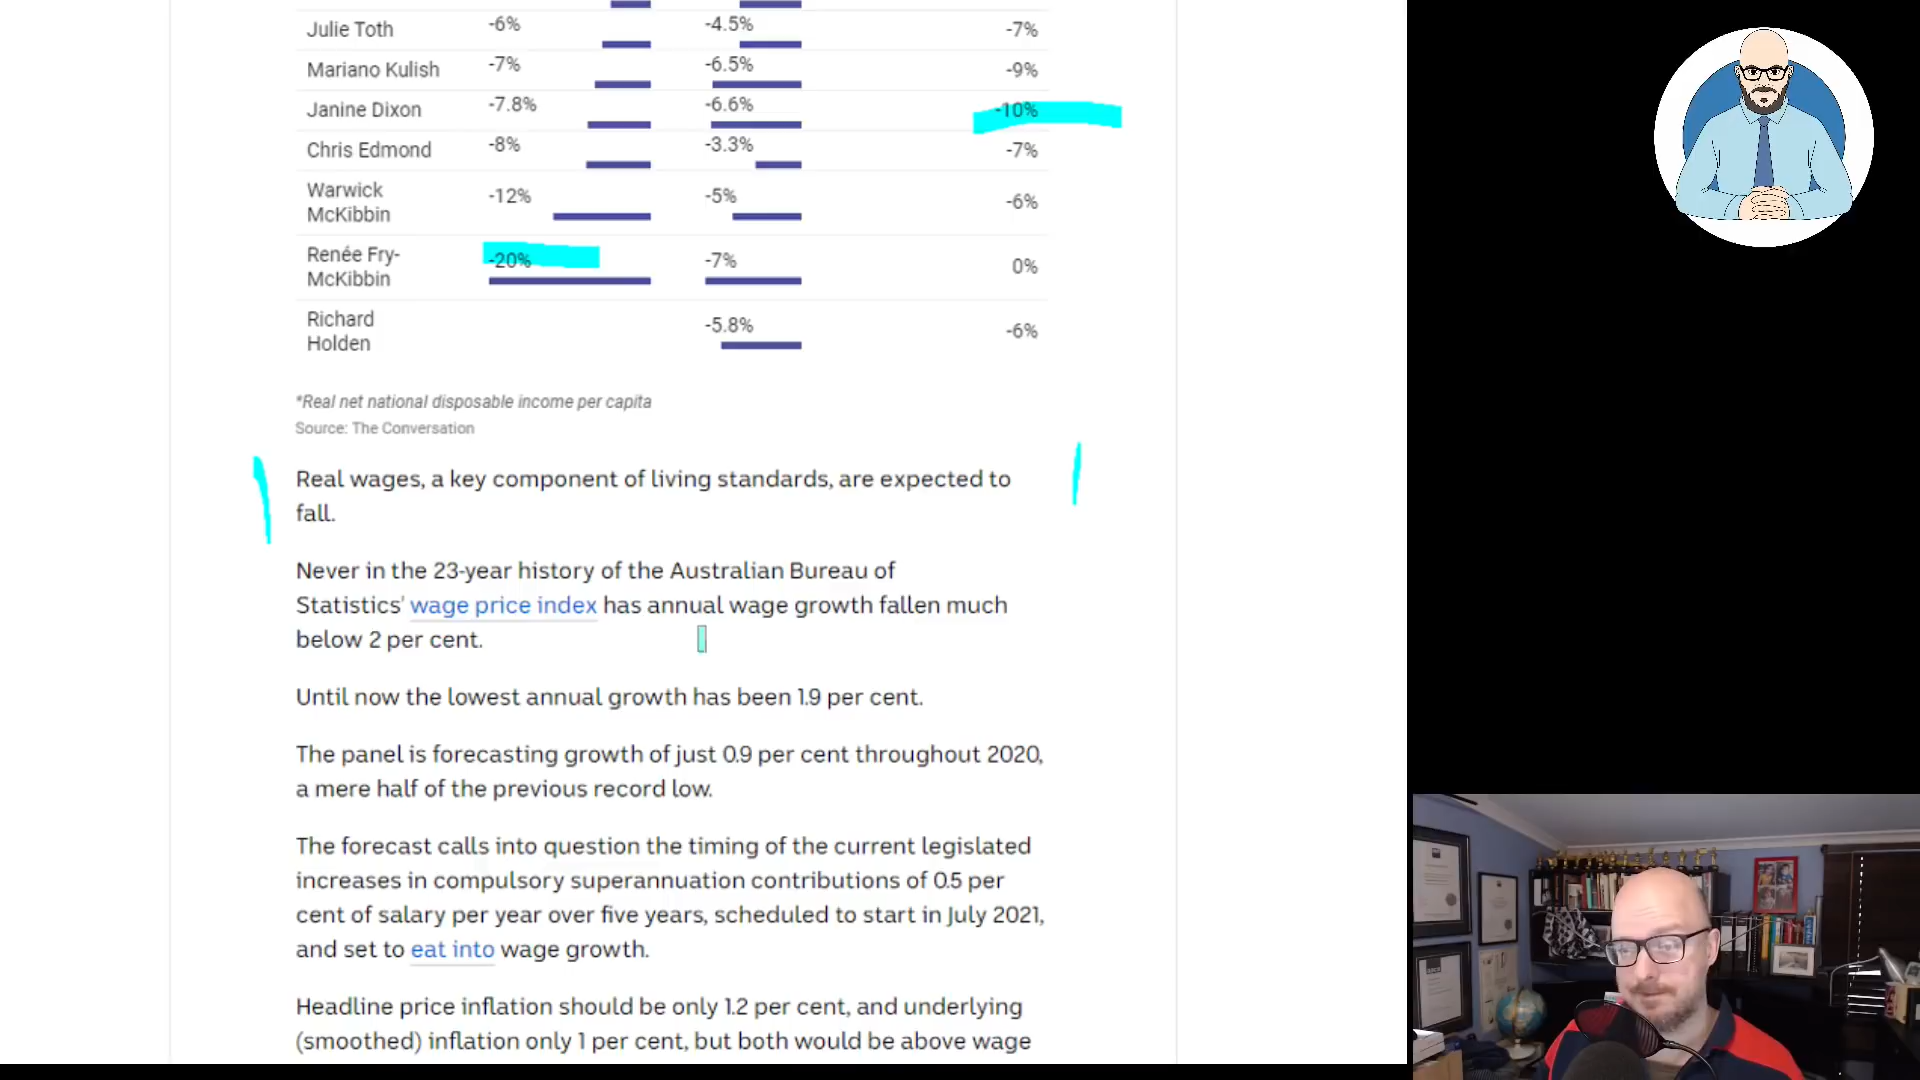 Julie Toth -6% -4.5% -7%
Mariano Kulish -7% -6.5% -9%
Janine Dixon -7.8% -6.6% -10%
Chris Edmond -8% -3.3% -7%
Warwick McKibbin -12% -5% -6%
Renée Fry-McKibbin -20% -7% 0%
Richard Holden -5.8% -6%
*Real net national disposable income per capita
Source: The Conversation
Real wages, a key component of living standards, are expected to
fall.
Never in the 23-year history of the Australian Bureau of
Statistics' wage price index has annual wage growth fallen much
below 2 per cent.
Until now the lowest annual growth has been 1.9 per cent.
The panel is forecasting growth of just 0.9 per cent throughout 2020,
a mere half of the previous record low.
The forecast calls into question the timing of the current legislated
increases in compulsory superannuation contributions of 0.5 per
cent of salary per year over five years, scheduled to start in July 2021,
and set to eat into wage growth.
Headline price inflation should be only 1.2 per cent, and underlying
(smoothed) inflation only 1 per cent, but both would be above wage